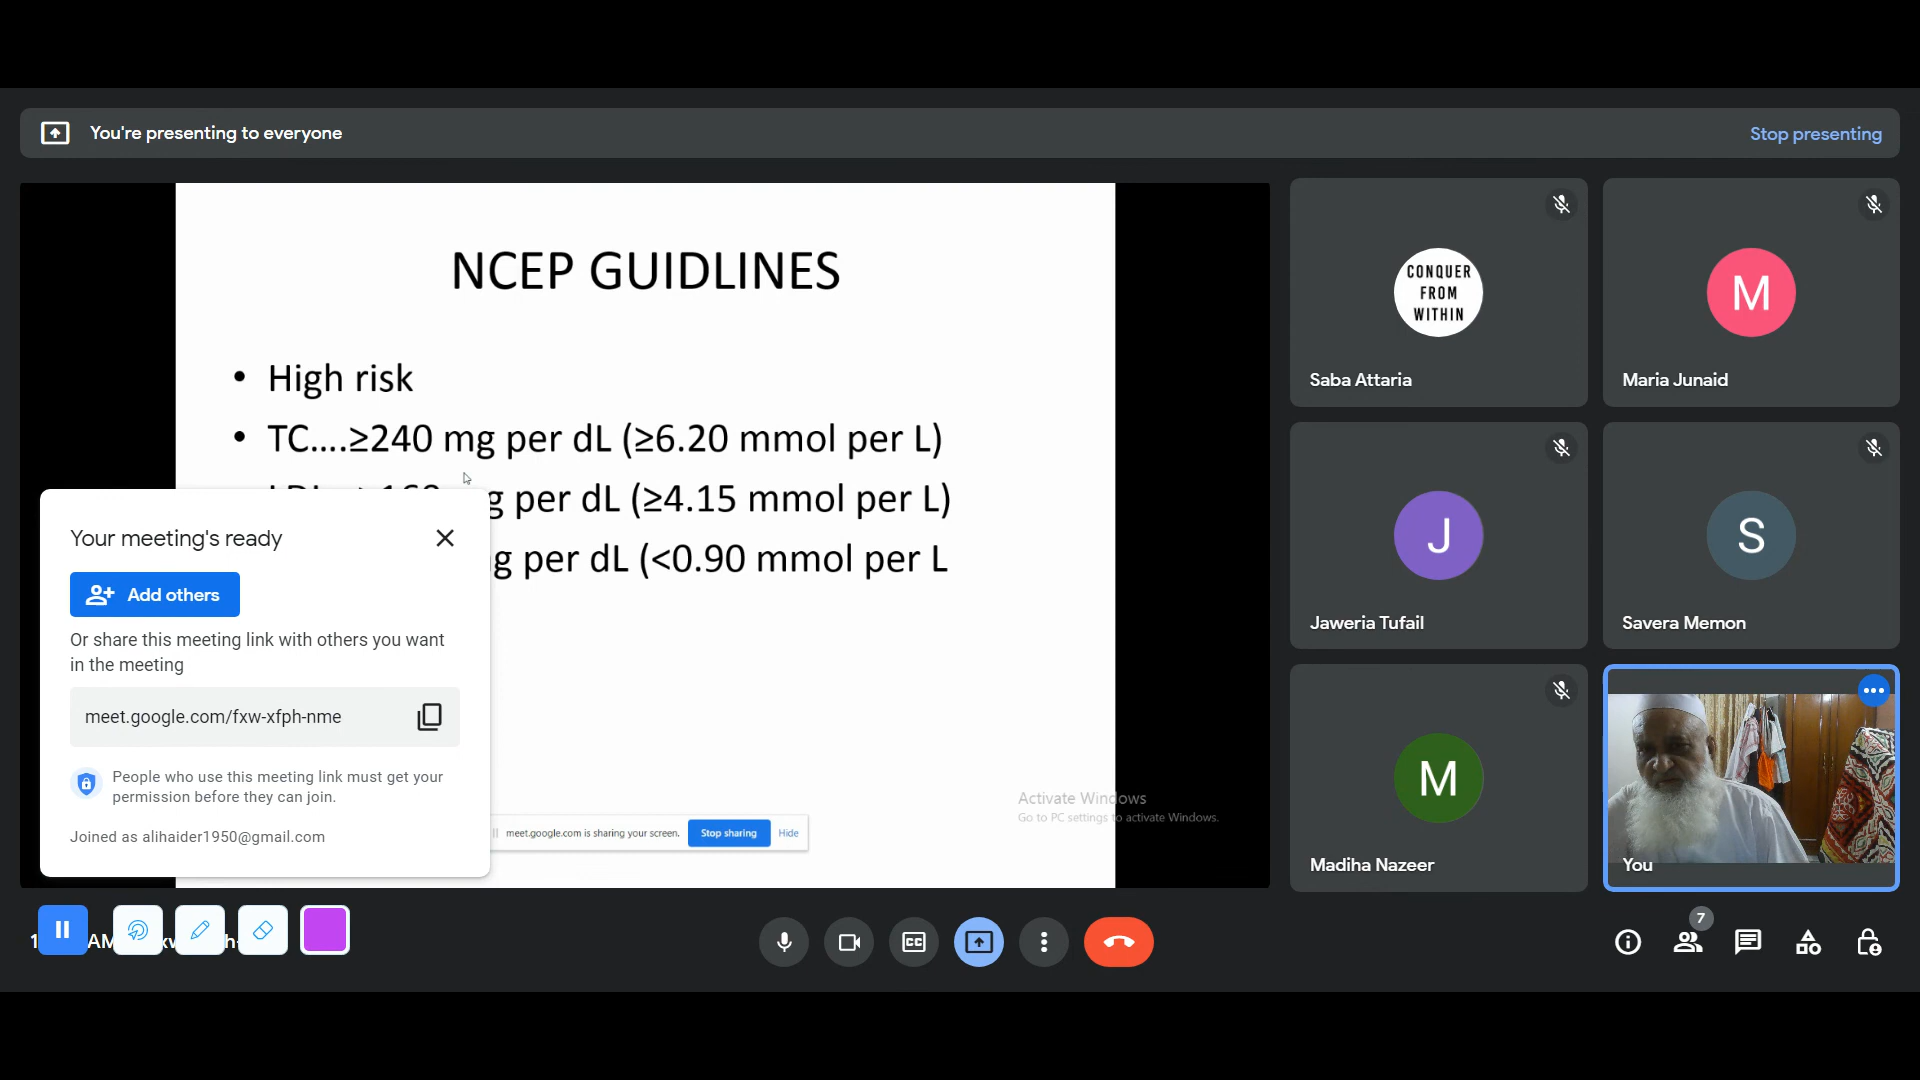 You're presenting to everyone
Stop presenting
NCEP GUIDLINES
• High risk
• TC....≥240 mg per dL (≥6.20 mmol per L)
g per dL (≥4.15 mmol per L)
g per dL (<0.90 mmol per L
Your meeting's ready
Add others
Or share this meeting link with others you want
in the meeting
meet.google.com/fxw-xfph-nme
People who use this meeting link must get your
permission before they can join.
Joined as alihaider1950@gmail.com
meet.google.com is sharing your screen.
Stop sharing
Hide
Activate Windows
Go to PC settings to activate Windows.
CONQUER
FROM
WITHIN
Saba Attaria
M
Maria Junaid
J
Jaweria Tufail
S
Savera Memon
M
Madiha Nazeer
You
AM
CC
7